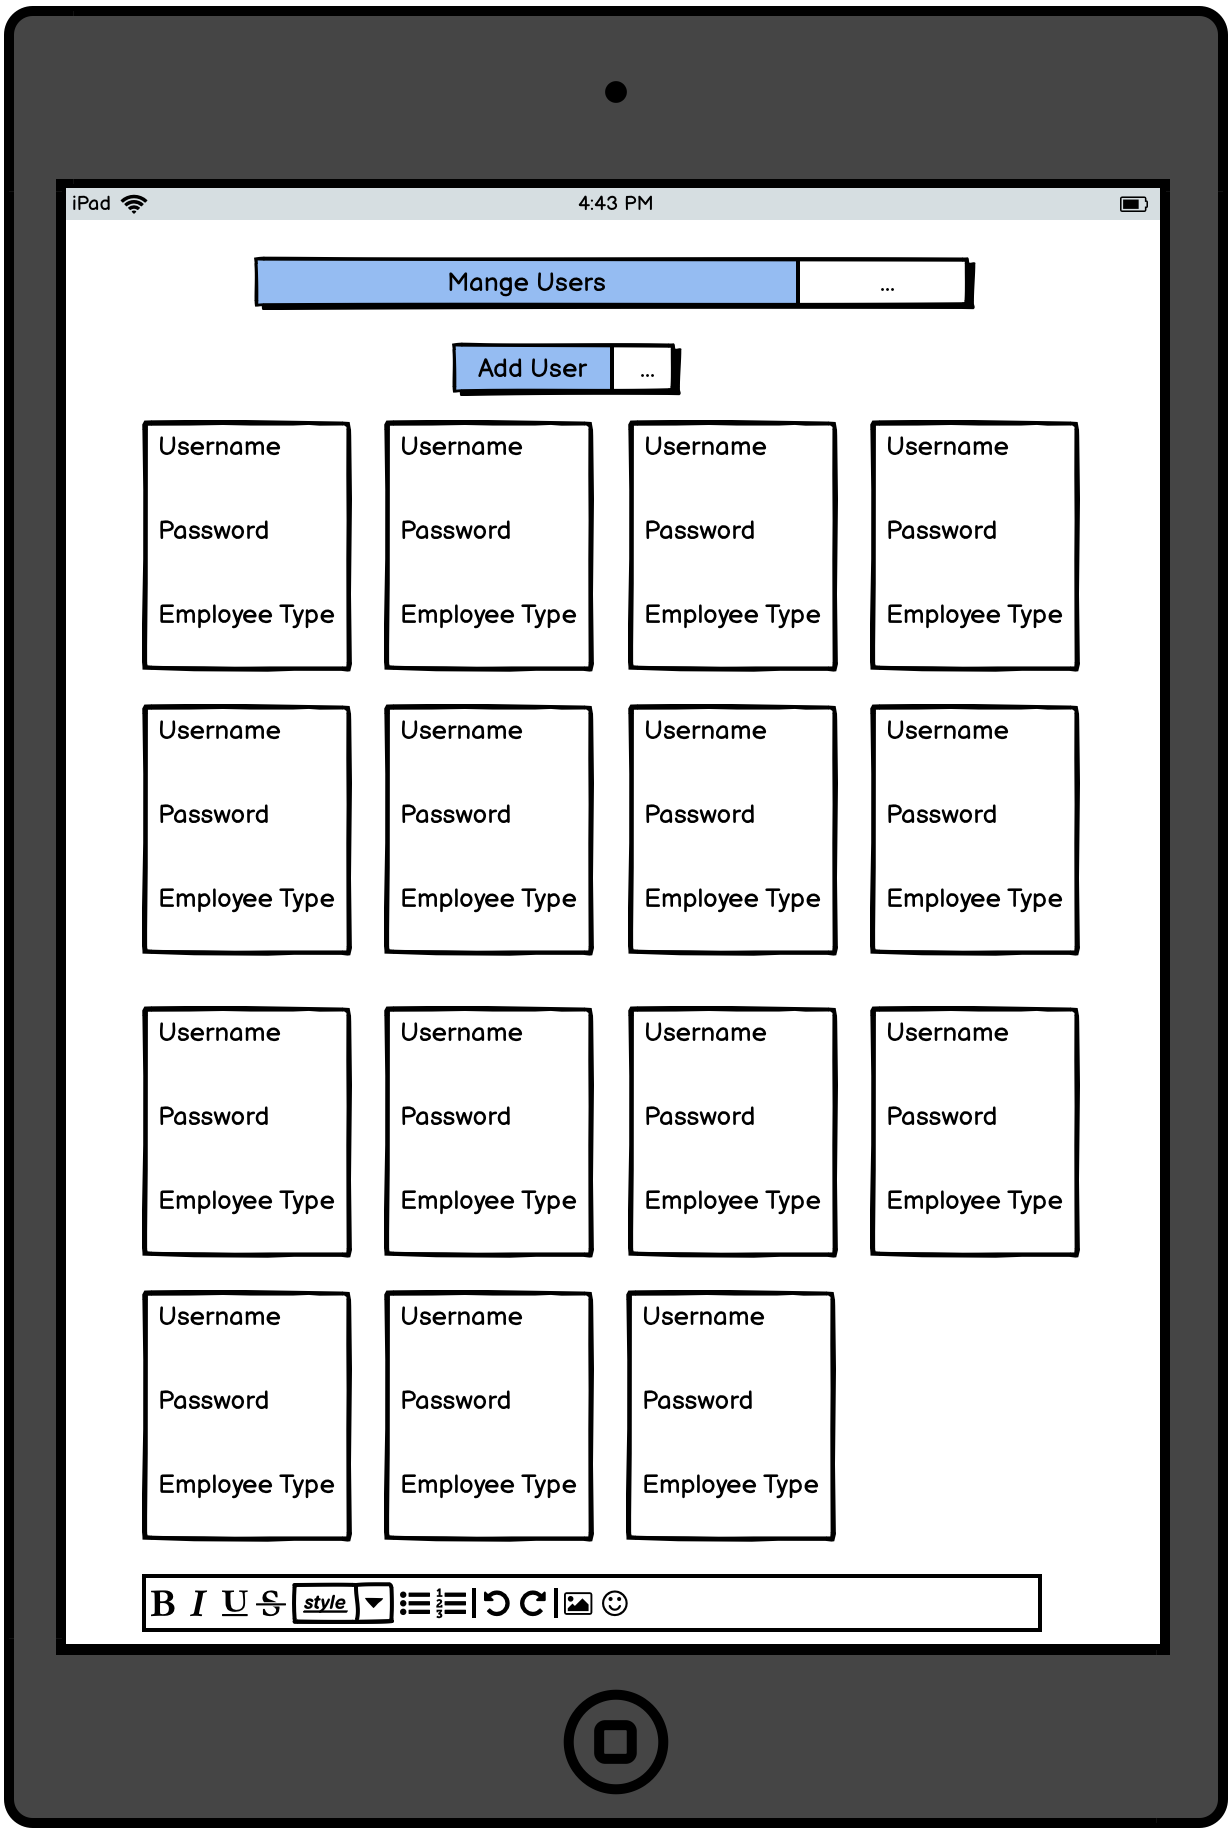 iPad 4:43 PM
Mange Users ...
Add User ...
Username Username Username Username
Password Password Password Password
Employee Type Employee Type Employee Type Employee Type
Username Username Username Username
Password Password Password Password
Employee Type Employee Type Employee Type Employee Type
Username Username Username Username
Password Password Password Password
Employee Type Employee Type Employee Type Employee Type
Username Username Username
Password Password Password
Employee Type Employee Type Employee Type
B I U S style 1 2 3